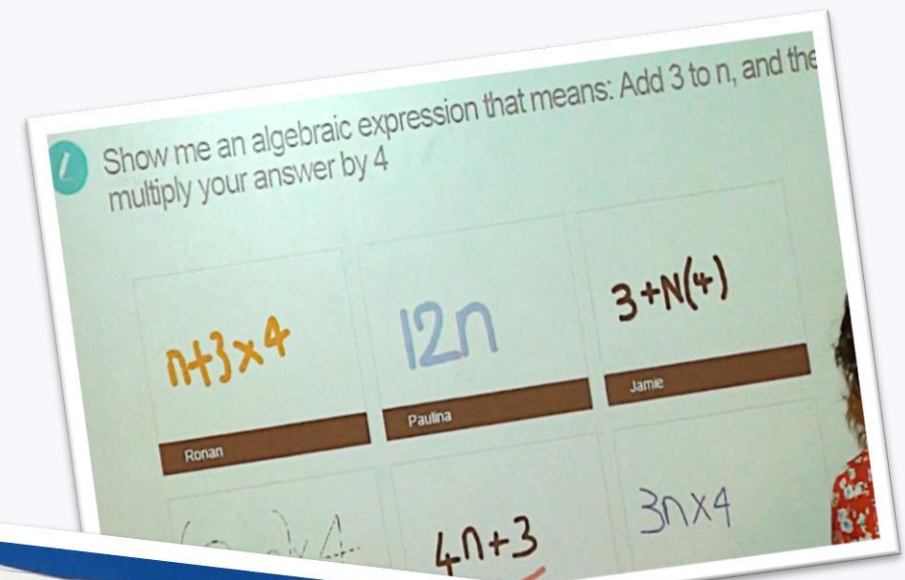 Show me an algebraic expression that means: Add 3 to n, and the
multiply your answer by 4
n+3×4
12n
3+N(4)
Ronan
Paulina
Jamie
4n+3
3n×4